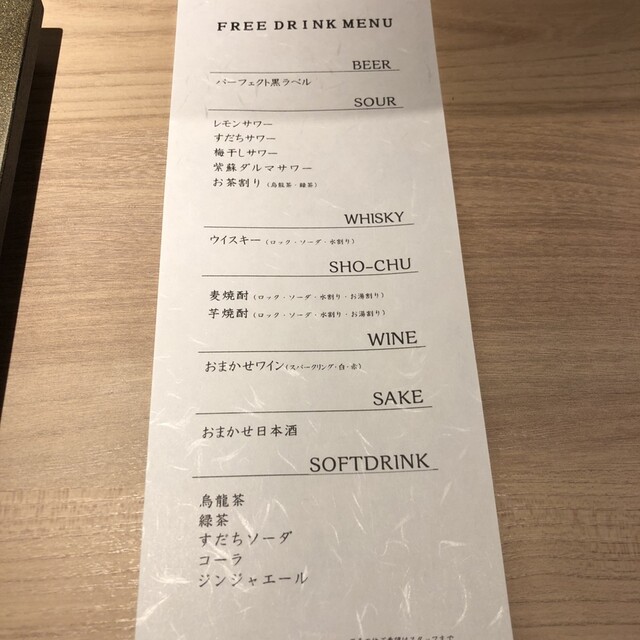 FREE DRINK MENU
BEER
パーフェクト黒ラベル
SOUR
レモンサワー
すだちサワー
梅干しサワー
紫蘇ダルマサワー
お茶割り（烏龍茶・緑茶）
WHISKY
ウイスキー（ロック・ソーダ・水割り）
SHO-CHU
麦焼酎（ロック・ソーダ・水割り・お湯割り）
芋焼酎（ロック・ソーダ・水割り・お湯割り）
WINE
おまかせワイン（スパークリング・白・赤）
SAKE
おまかせ日本酒
SOFTDRINK
烏龍茶
緑茶
すだちソーダ
コーラ
ジンジャエール